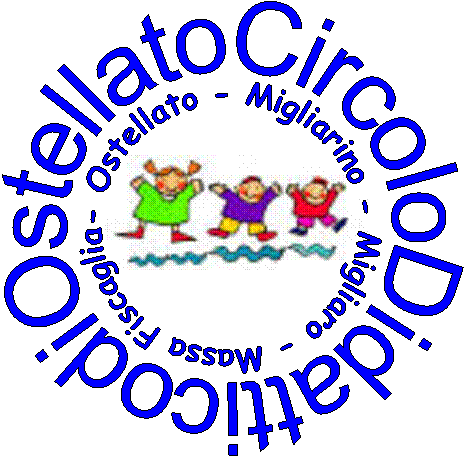 CircoloDidatticodiOstellato
Ostellato - Migliarino - Migliaro - Massa Fiscaglia-